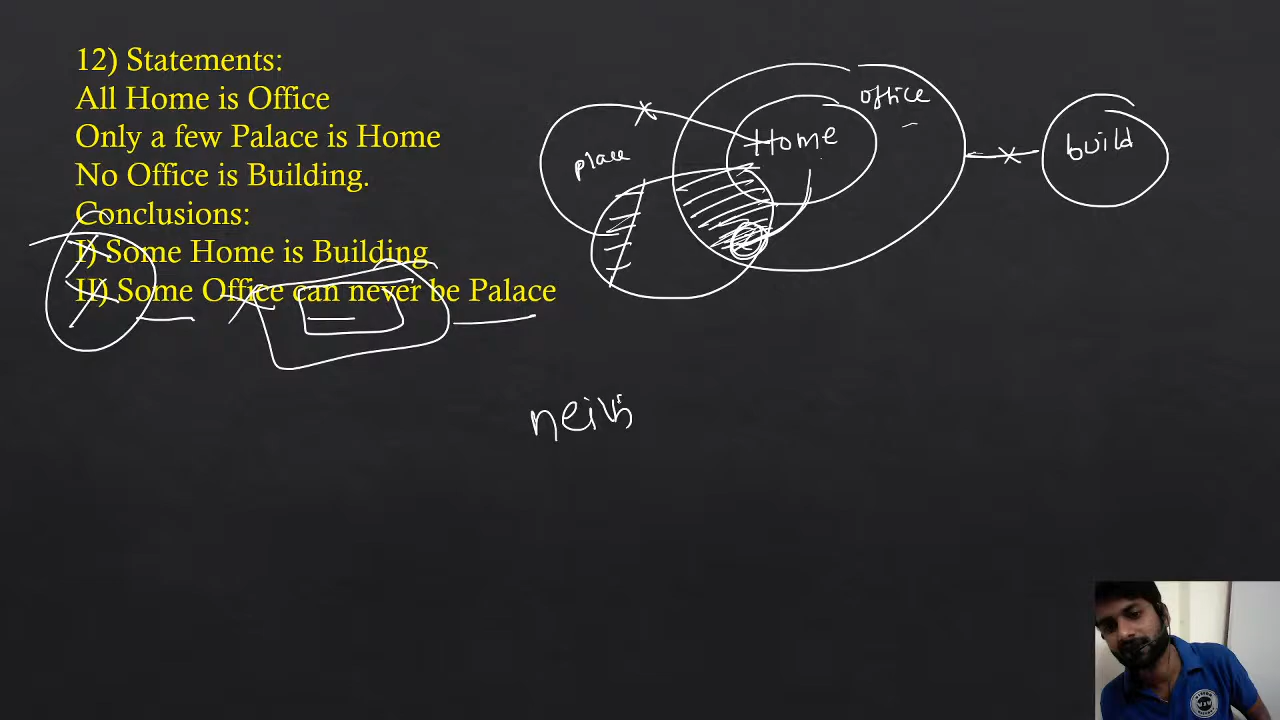 12) Statements:
All Home is Office
Only a few Palace is Home
No Office is Building.
Conclusions:
I) Some Home is Building
II) Some Office can never be Palace
place
Home
office
build